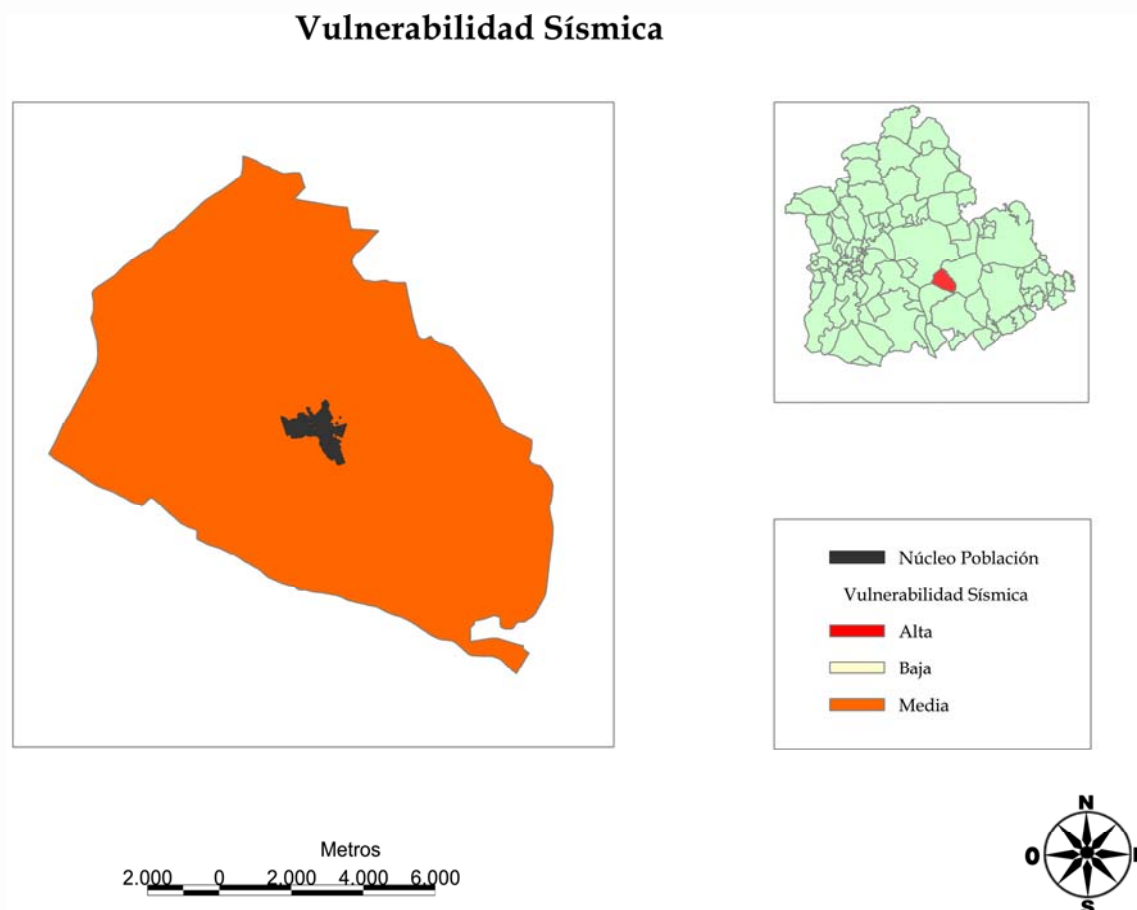 Vulnerabilidad Sísmica
Núcleo Población
Vulnerabilidad Sísmica
Alta
Baja
Media
Metros
2.000 0 2.000 4.000 6.000
N
O E
S